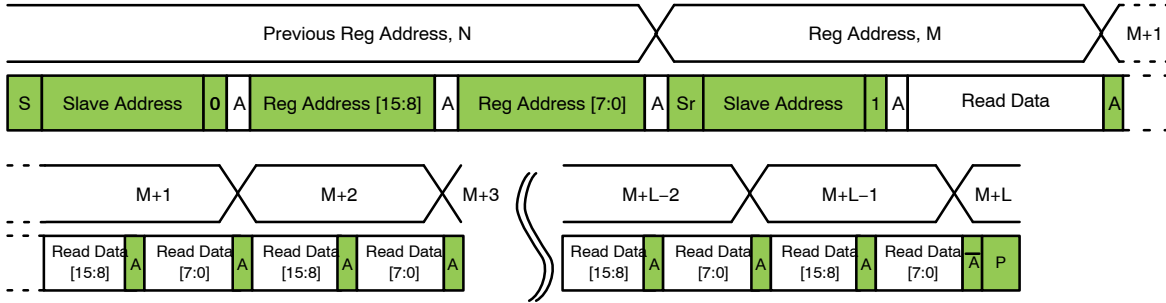 Previous Reg Address, N Reg Address, M M+1
S Slave Address 0 A Reg Address [15:8] A Reg Address [7:0] A Sr Slave Address 1 A Read Data A
M+1 M+2 M+3 M+L−2 M+L−1 M+L
Read Data A Read Data A Read Data A Read Data A Read Data A Read Data A Read Data A Read Data A̅ P
[15:8] [7:0] [15:8] [7:0] [15:8] [7:0] [15:8] [7:0]